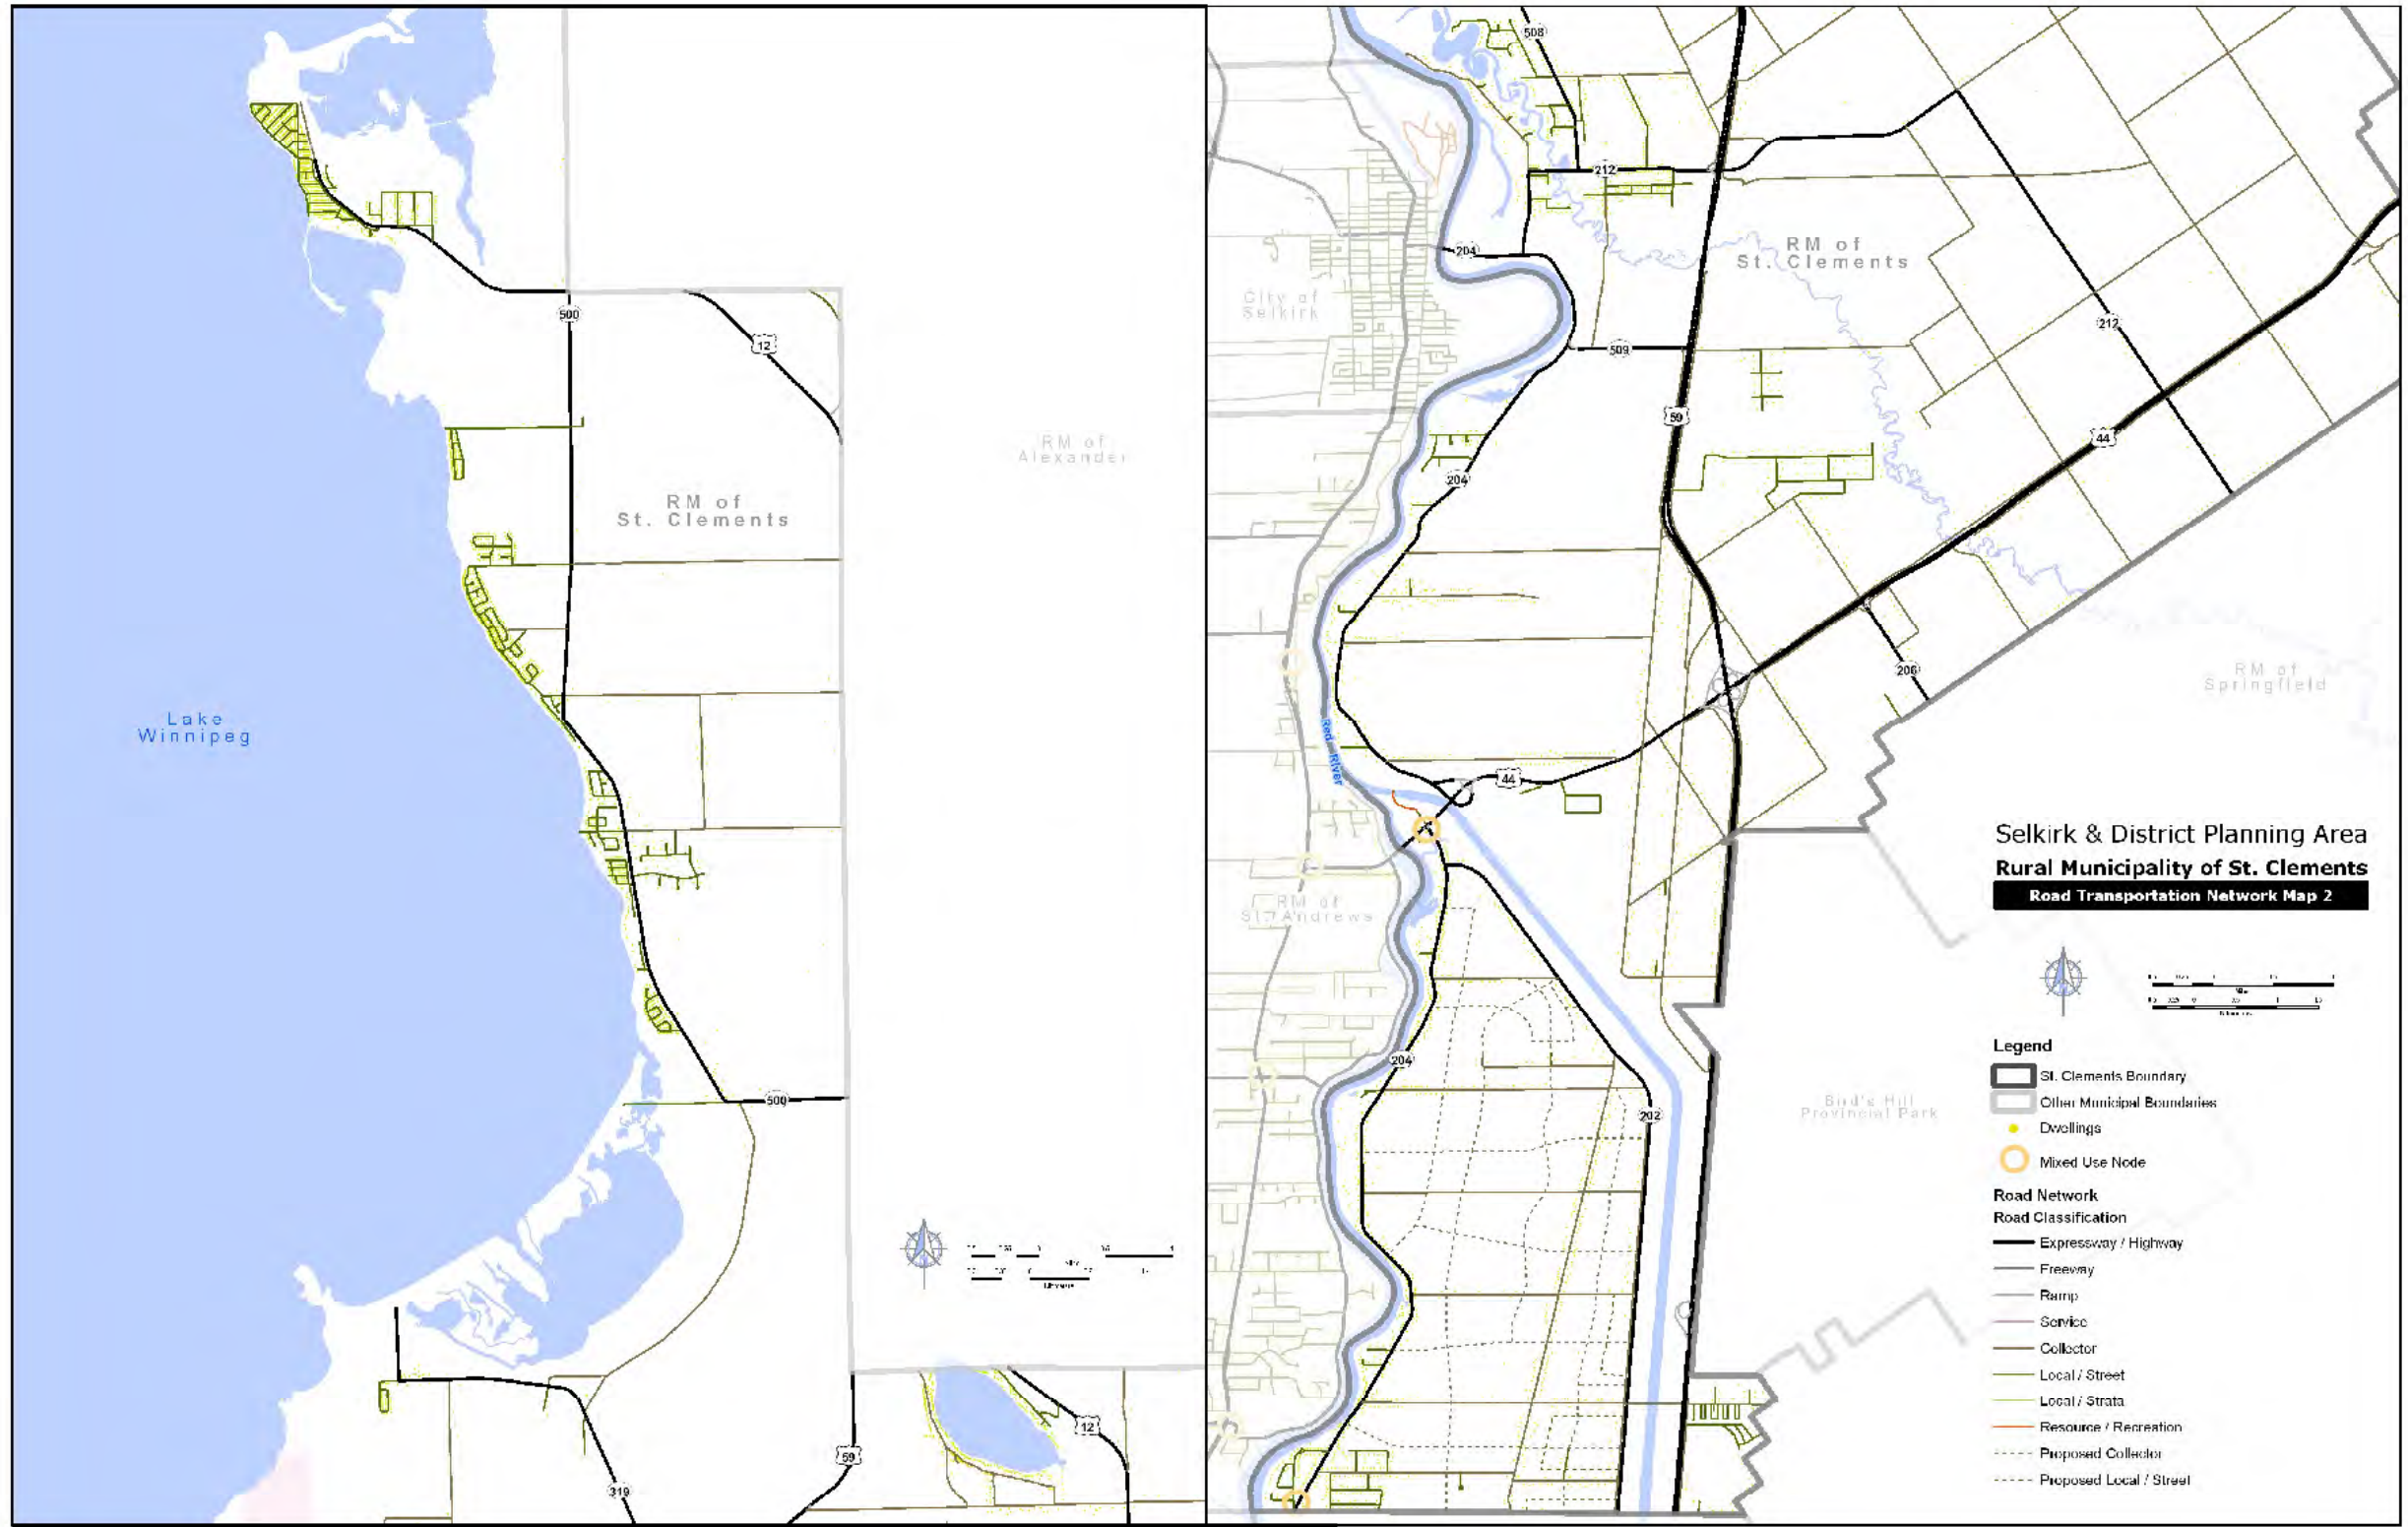 500
12
RM of
Alexander
RM of
St. Clements
Lake
Winnipeg
500
59
12
319
508
212
204
RM of
St. Clements
City of
Selkirk
509
212
59
44
204
206
RM of
Springfield
Red River
44
RM of
St. Andrews
204
202
Bird's Hill
Provincial Park
Selkirk & District Planning Area
Rural Municipality of St. Clements
Road Transportation Network Map 2
Legend
St. Clements Boundary
Other Municipal Boundaries
Dwellings
Mixed Use Node
Road Network
Road Classification
Expressway / Highway
Freeway
Ramp
Service
Collector
Local / Street
Local / Strata
Resource / Recreation
Proposed Collector
Proposed Local / Street